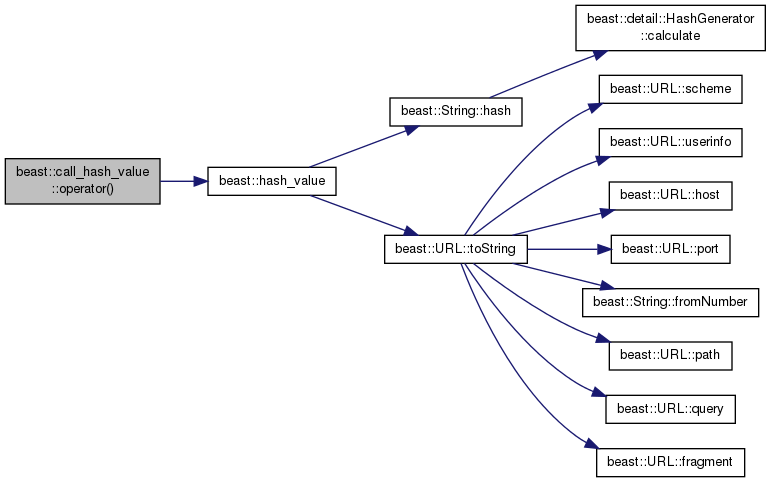 beast::call_hash_value
::operator()
beast::hash_value
beast::String::hash
beast::URL::toString
beast::detail::HashGenerator
::calculate
beast::URL::scheme
beast::URL::userinfo
beast::URL::host
beast::URL::port
beast::String::fromNumber
beast::URL::path
beast::URL::query
beast::URL::fragment